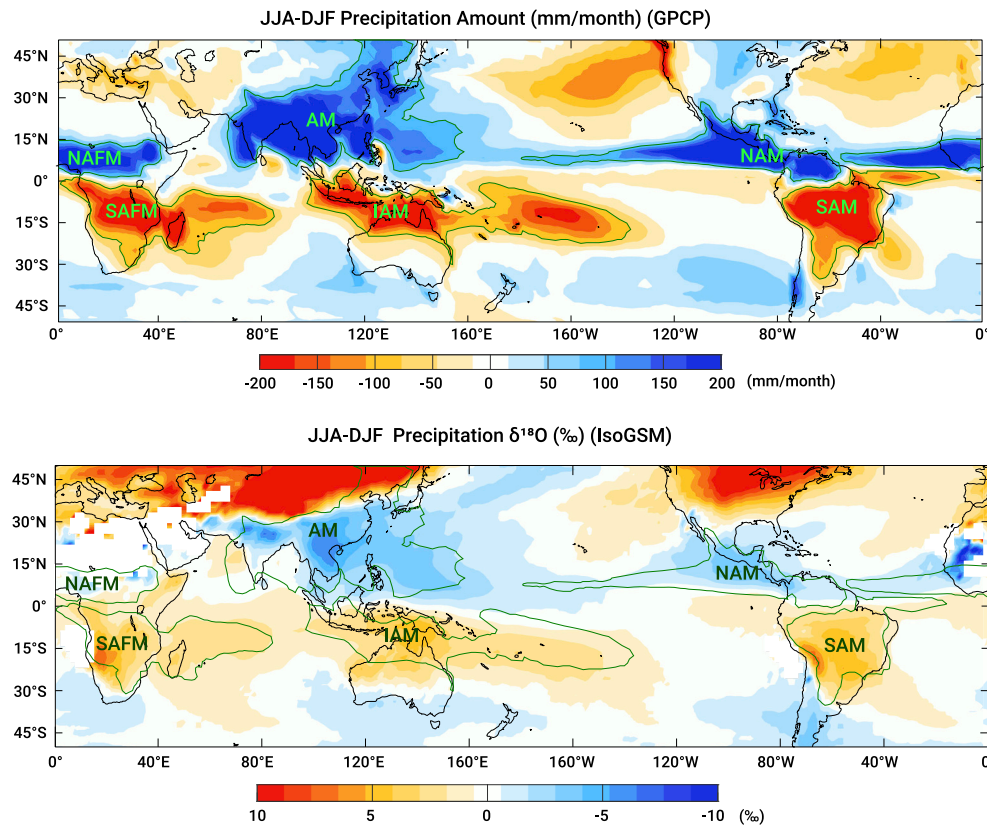 JJA-DJF Precipitation Amount (mm/month) (GPCP)
45°N
30°N
15°N
0°
15°S
30°S
45°S
AM
NAFM
NAM
SAFM
IAM
SAM
0°
40°E
80°E
120°E
160°E
160°W
120°W
80°W
40°W
0°
-200 -150 -100 -50 0 50 100 150 200 (mm/month)
JJA-DJF Precipitation δ¹⁸O (‰) (IsoGSM)
45°N
30°N
15°N
0°
15°S
30°S
45°S
AM
NAFM
NAM
SAFM
IAM
SAM
0°
40°E
80°E
120°E
160°E
160°W
120°W
80°W
40°W
0°
10 5 0 -5 -10 (‰)